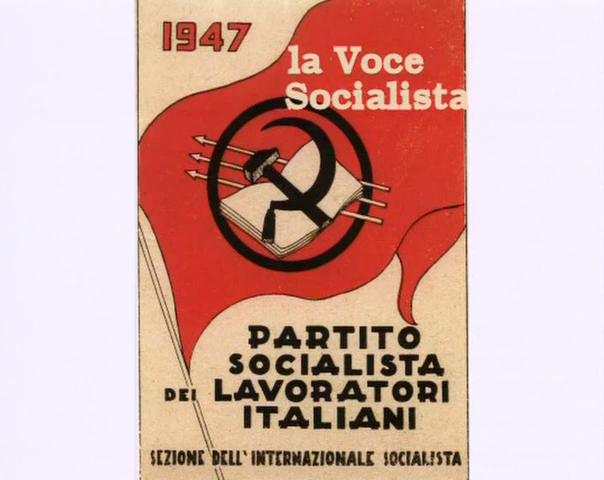 1947
la Voce
Socialista
PARTITO
SOCIALISTA
DEI LAVORATORI
ITALIANI
SEZIONE DELL' INTERNAZIONALE SOCIALISTA